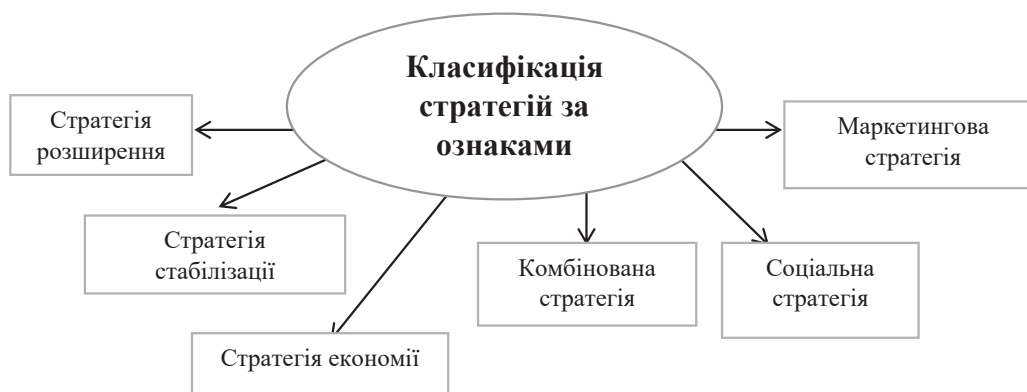 Класифікація
стратегій за
ознаками
Стратегія
розширення
Маркетингова
стратегія
Стратегія
стабілізації
Комбінована
стратегія
Соціальна
стратегія
Стратегія економії